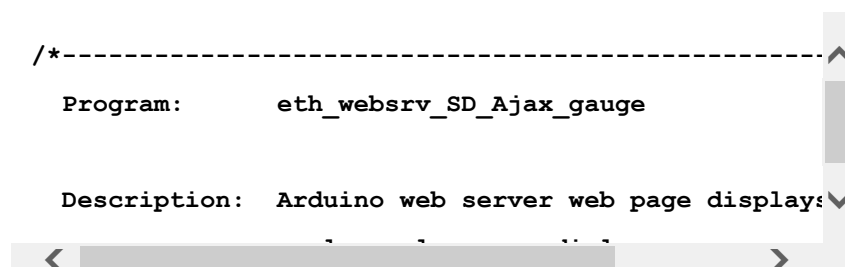 /*--------------------------------------------------
Program: eth_websrv_SD_Ajax_gauge
Description: Arduino web server web page displays